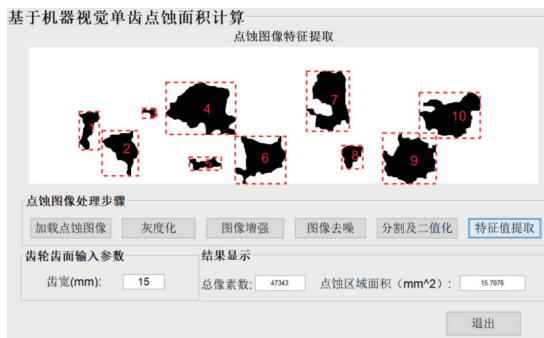 基于机器视觉单齿点蚀面积计算
点蚀图像特征提取
1 2 3 4 5 6 7 8 9 10
点蚀图像处理步骤
加载点蚀图像 灰度化 图像增强 图像去噪 分割及二值化 特征值提取
齿轮齿面输入参数 结果显示
齿宽(mm): 15 总像素数: 47343 点蚀区域面积（mm^2）: 15.7076
退出